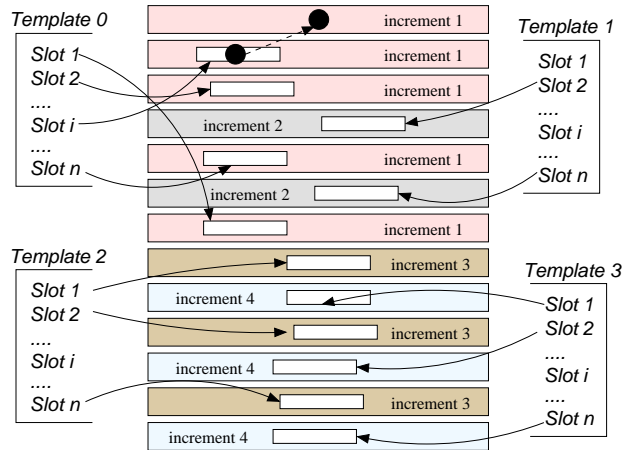 Template 0
Slot 1
Slot 2
....
Slot i
....
Slot n
increment 1
increment 1
increment 1
increment 2
increment 1
increment 2
increment 1
increment 3
increment 4
increment 3
increment 4
increment 3
increment 4
Template 1
Slot 1
Slot 2
....
Slot i
....
Slot n
Template 2
Slot 1
Slot 2
....
Slot i
....
Slot n
Template 3
Slot 1
Slot 2
....
Slot i
....
Slot n